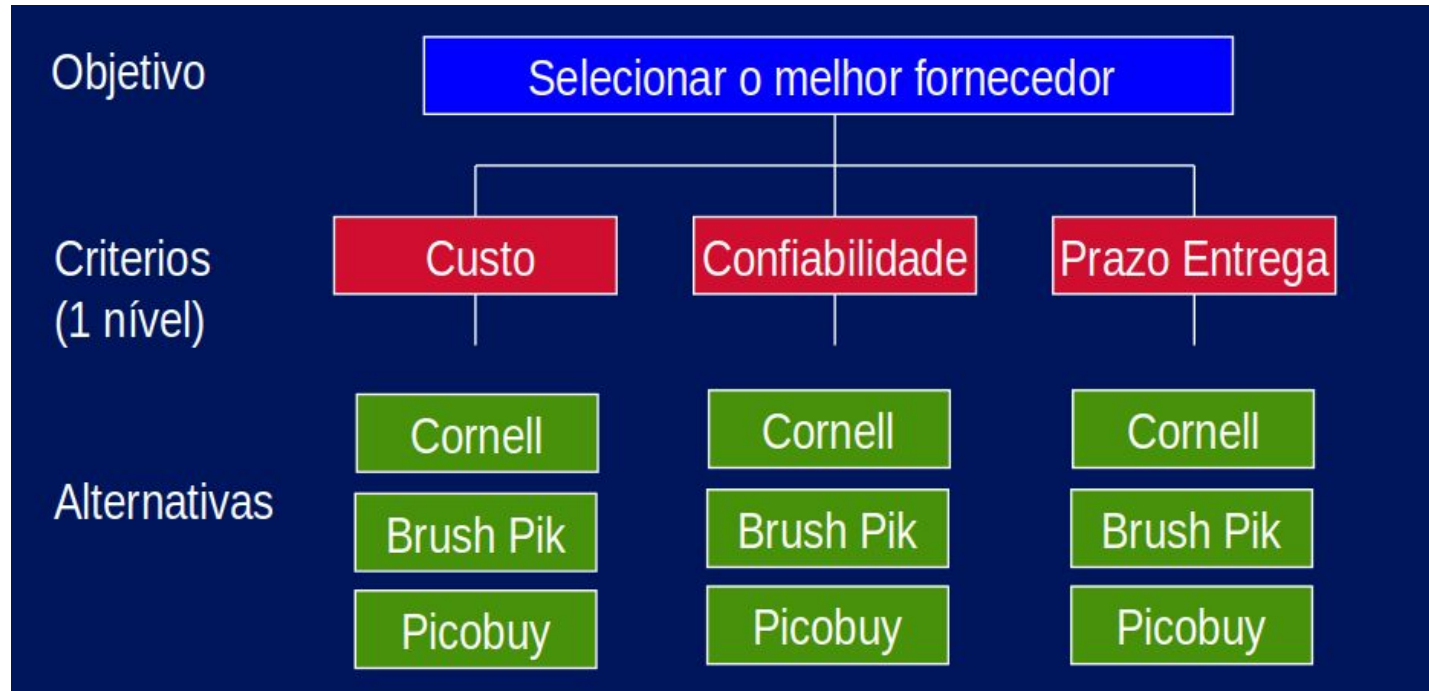 Objetivo
Selecionar o melhor fornecedor
Criterios
(1 nível)
Custo
Confiabilidade
Prazo Entrega
Alternativas
Cornell
Cornell
Cornell
Brush Pik
Brush Pik
Brush Pik
Picobuy
Picobuy
Picobuy